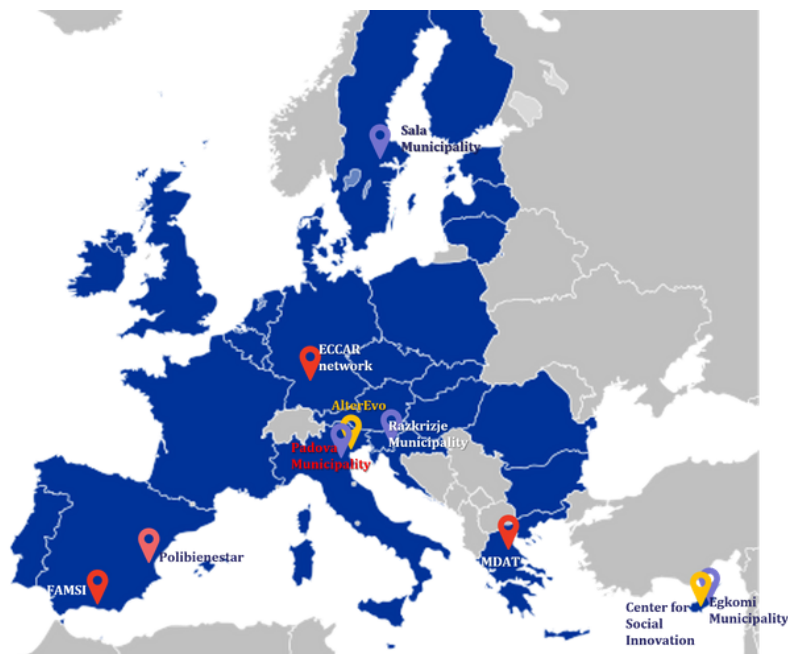 Sala
Municipality
ECCAR
network
AlterEvo
Razkrizje
Municipality
Padova
Municipality
Polibienestar
FAMSI
MDAT
Center for
Social
Innovation
Egkomi
Municipality